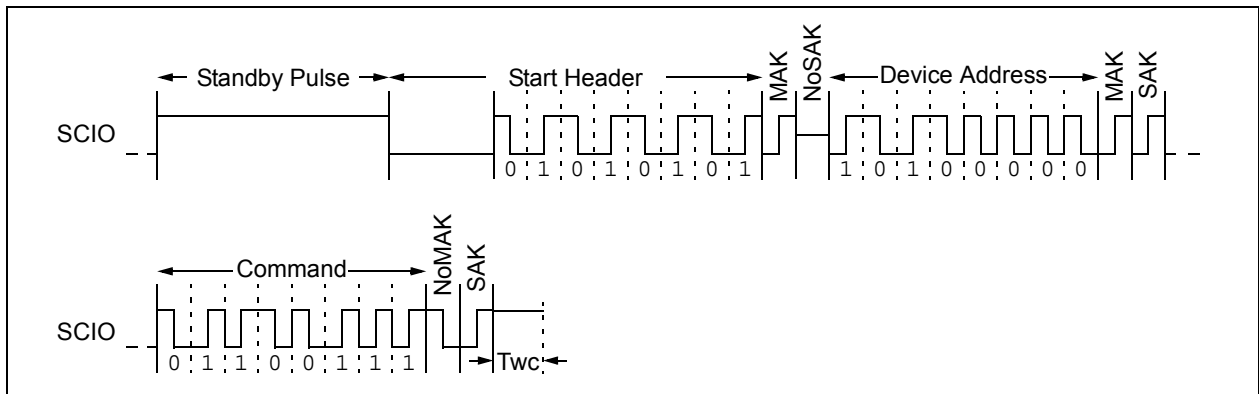 Standby Pulse
Start Header
MAK
NoSAK
Device Address
MAK
SAK
SCIO
0 1 0 1 0 1 0 1
1 0 1 0 0 0 0 0
Command
NoMAK
SAK
SCIO
0 1 1 0 0 1 1 1
Twc